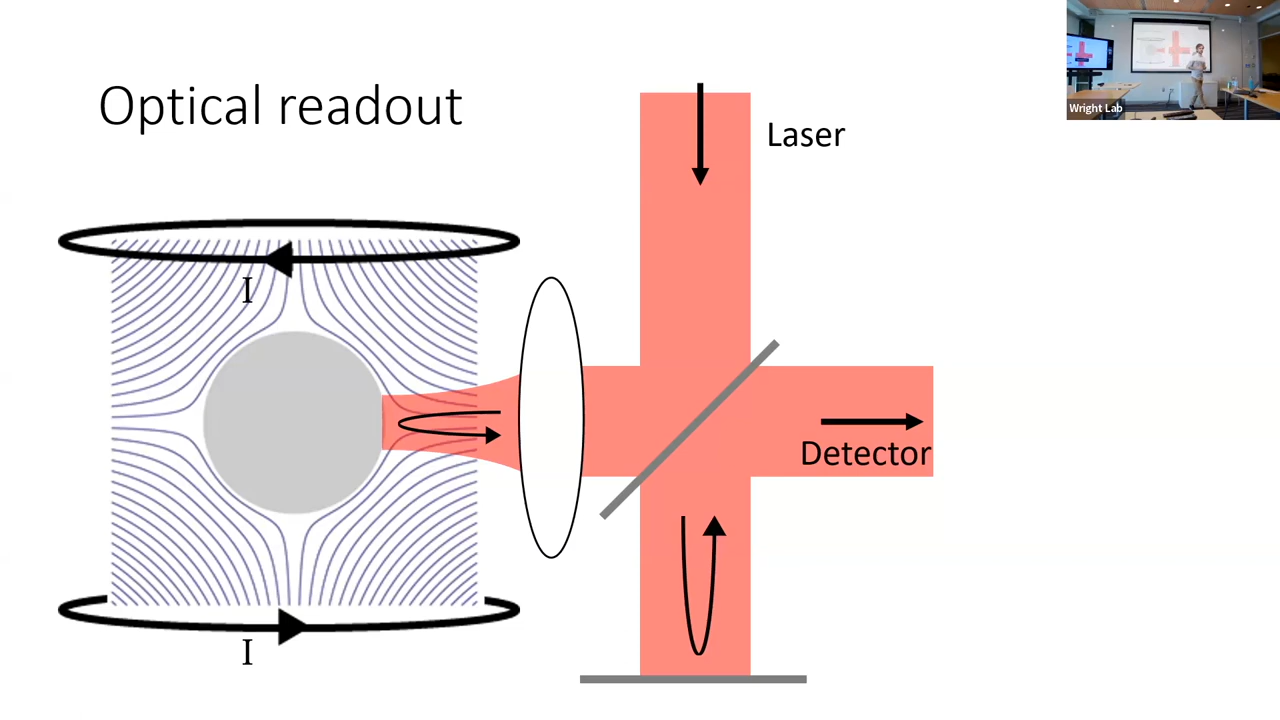 Optical readout
Laser
Wright Lab
I
Detector
I